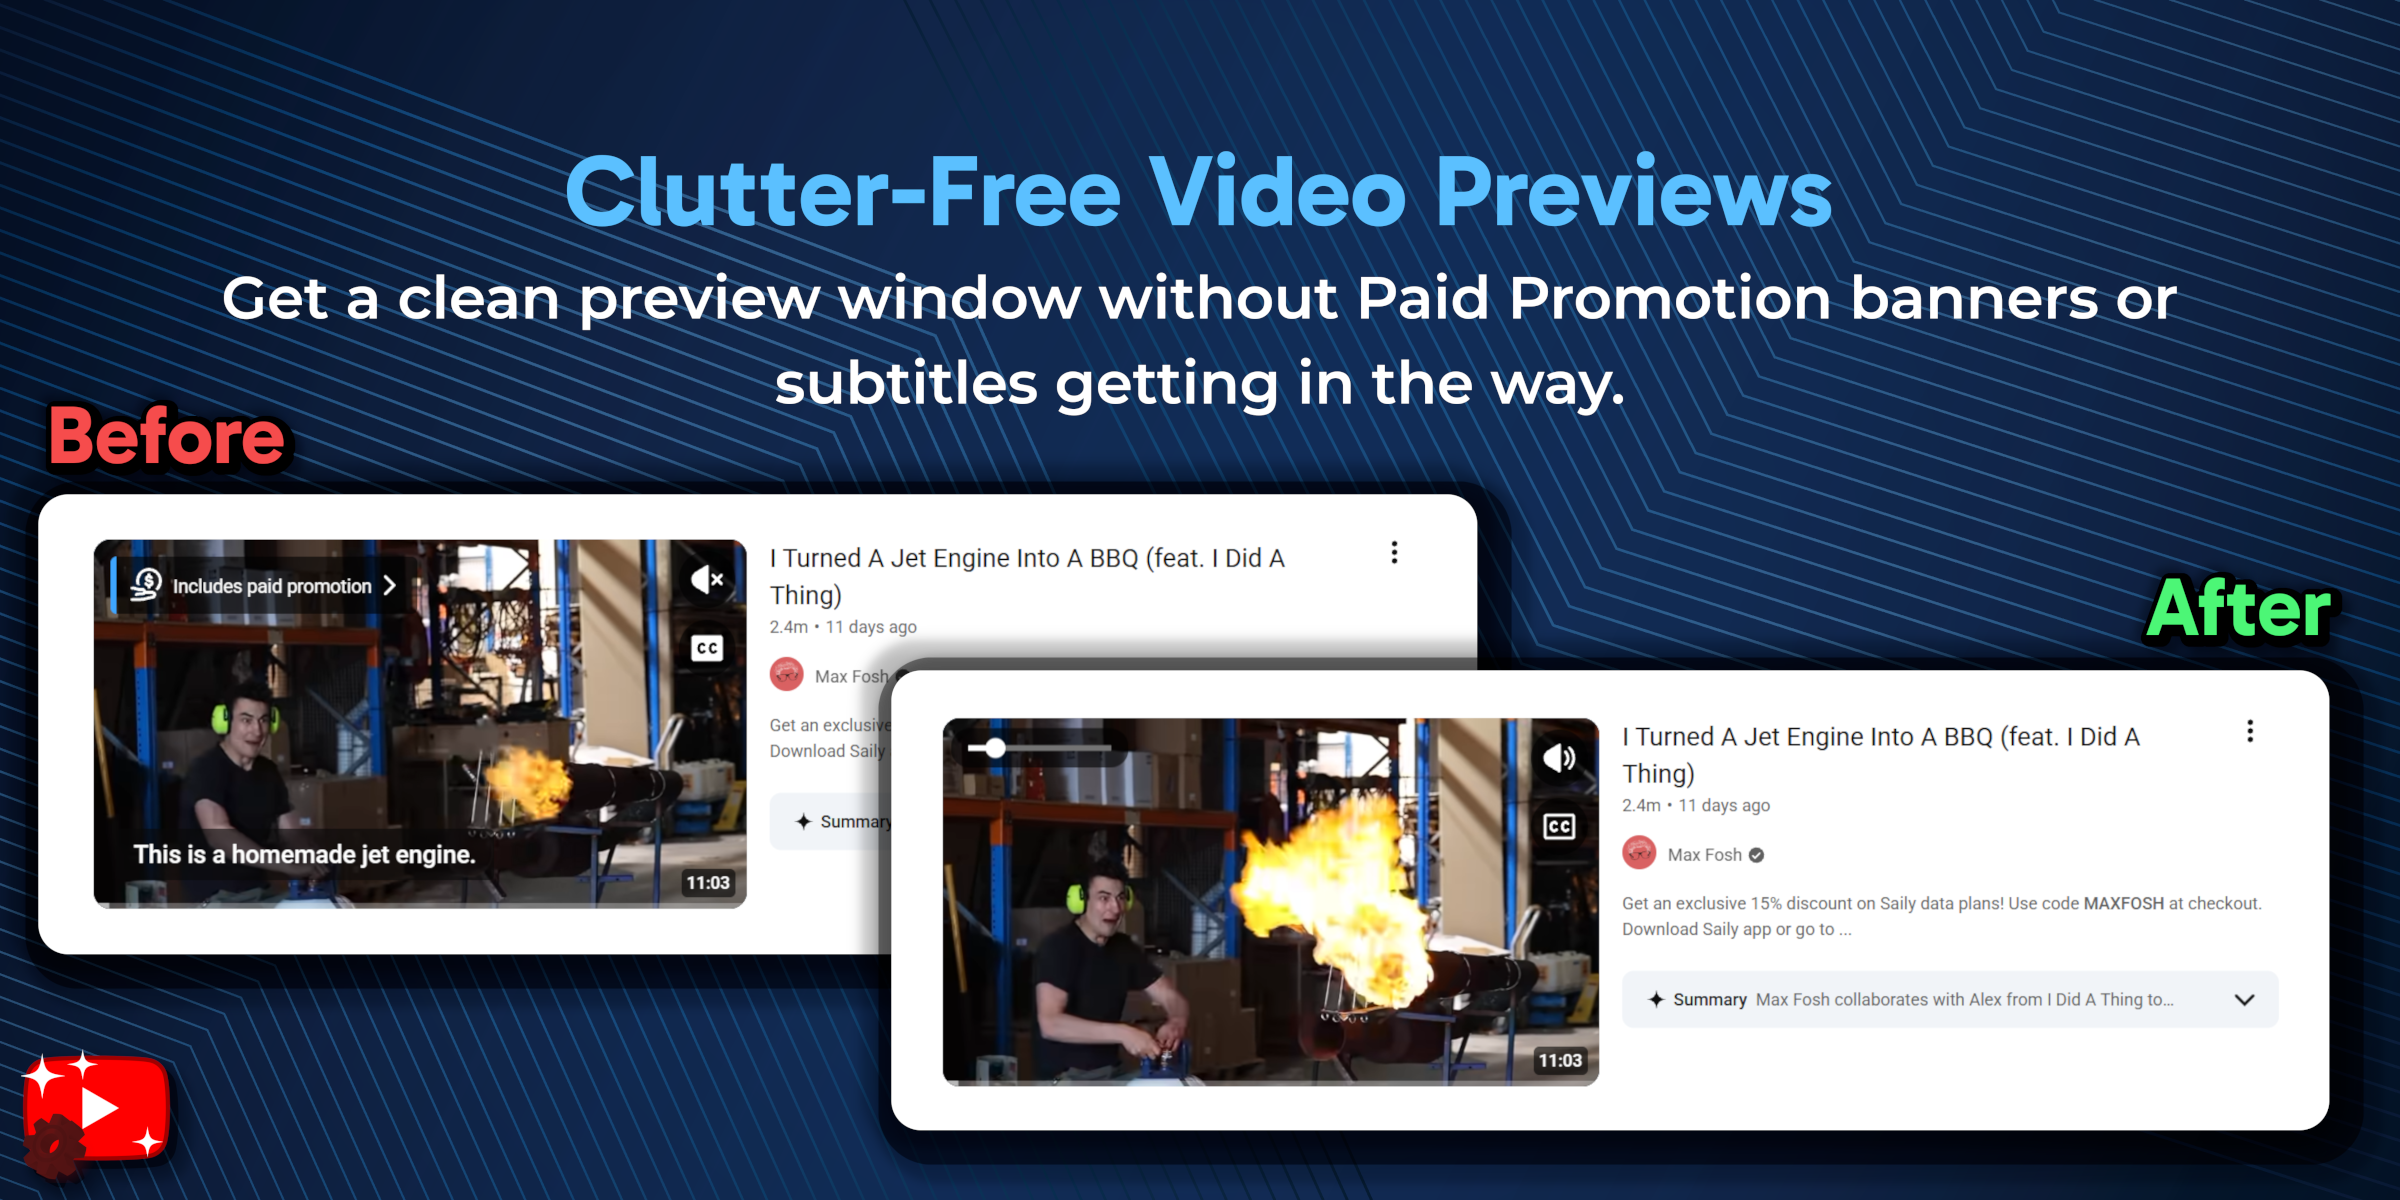 Clutter-Free Video Previews
Get a clean preview window without Paid Promotion banners or
subtitles getting in the way.
Before
Includes paid promotion
CC
This is a homemade jet engine.
11:03
I Turned A Jet Engine Into A BBQ (feat. I Did A
Thing)
2.4m • 11 days ago
Max Fosh
Get an exclusive
Download Saily
Summary
After
CC
11:03
I Turned A Jet Engine Into A BBQ (feat. I Did A
Thing)
2.4m • 11 days ago
Max Fosh
Get an exclusive 15% discount on Saily data plans! Use code MAXFOSH at checkout.
Download Saily app or go to ...
Summary Max Fosh collaborates with Alex from I Did A Thing to...